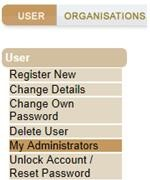 USER
ORGANISATIONS
User
Register New
Change Details
Change Own
Password
Delete User
My Administrators
Unlock Account /
Reset Password